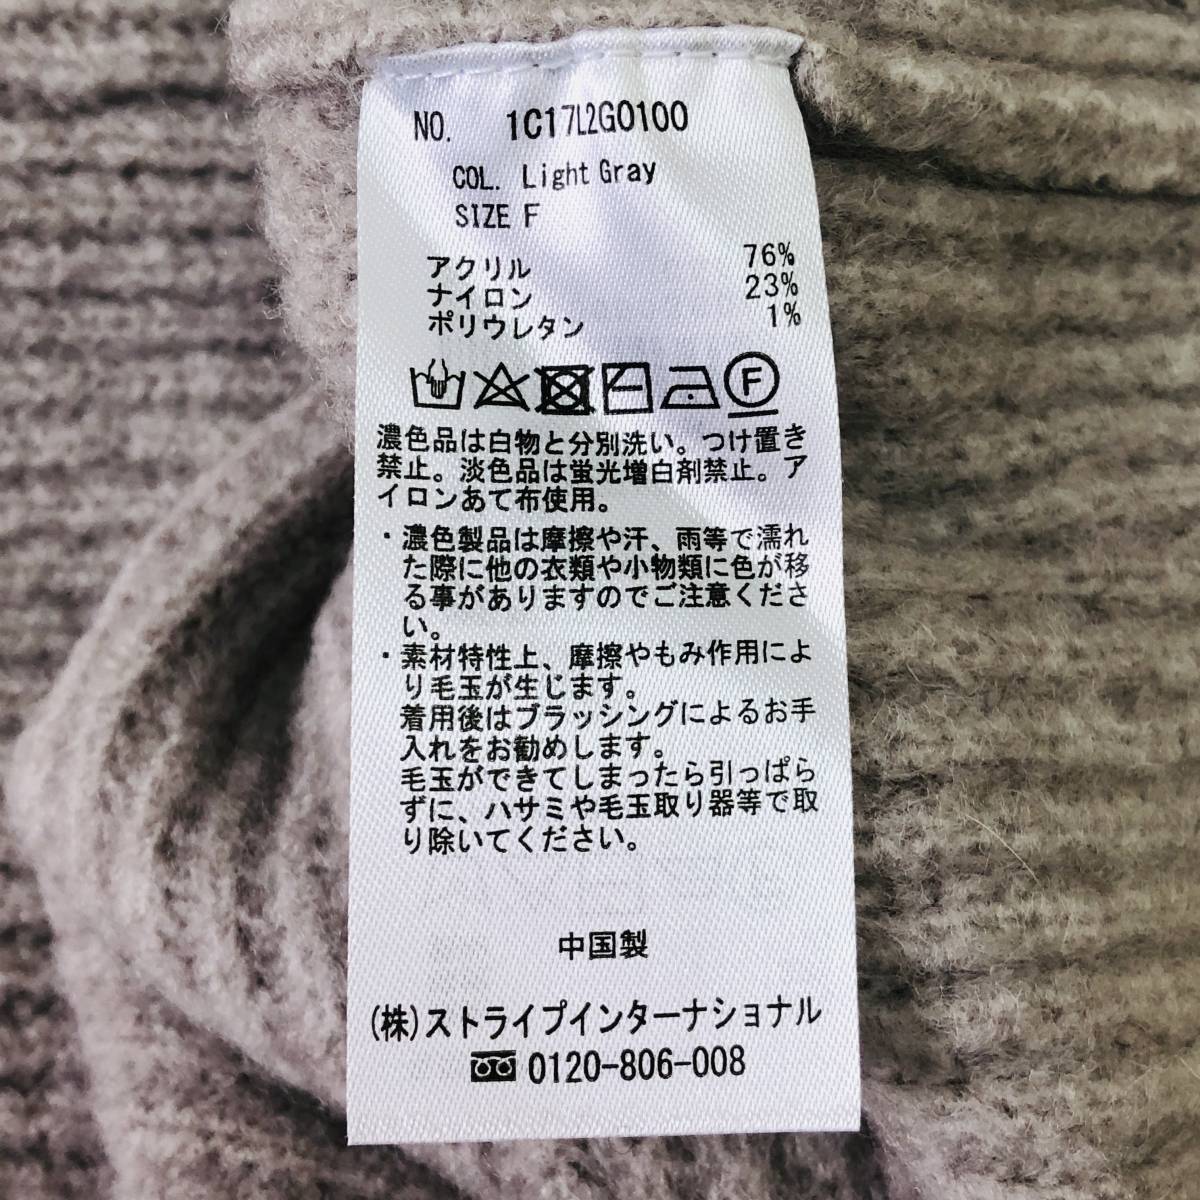 NO. 1C17L2G0100
COL. Light Gray
SIZE F
アクリル 76%
ナイロン 23%
ポリウレタン 1%
F
濃色品は白物と分別洗い。つけ置き
禁止。淡色品は蛍光増白剤禁止。ア
イロンあて布使用。
・濃色製品は摩擦や汗、雨等で濡れ
た際に他の衣類や小物類に色が移
る事がありますのでご注意くださ
い。
・素材特性上、摩擦やもみ作用によ
り毛玉が生じます。
着用後はブラッシングによるお手
入れをお勧めします。
毛玉ができてしまったら引っぱら
ずに、ハサミや毛玉取り器等で取
り除いてください。
中国製
(株)ストライプインターナショナル
0120-806-008